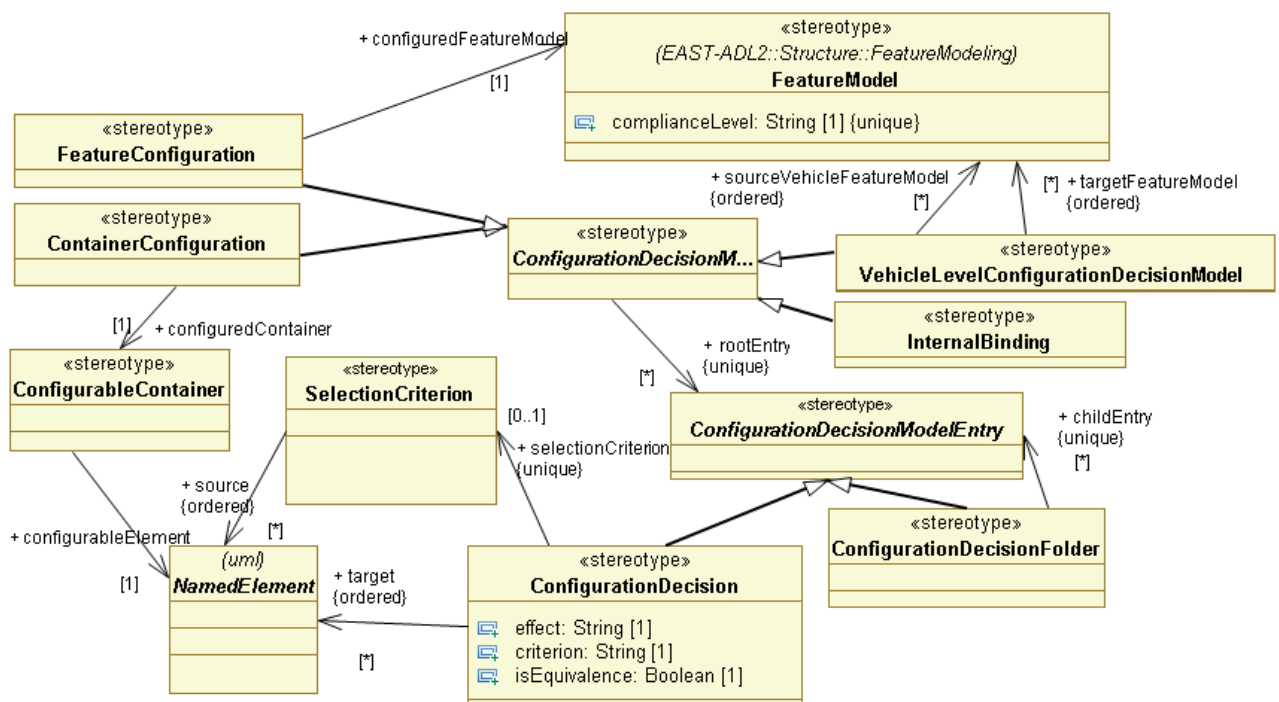 «stereotype»
(EAST-ADL2::Structure::FeatureModeling)
FeatureModel
complianceLevel: String [1] {unique}
+ configuredFeatureModel
[1]
«stereotype»
FeatureConfiguration
«stereotype»
ContainerConfiguration
+ sourceVehicleFeatureModel
{ordered}
[*]
[*]
+ targetFeatureModel
{ordered}
«stereotype»
ConfigurationDecisionM...
«stereotype»
VehicleLevelConfigurationDecisionModel
«stereotype»
InternalBinding
[1]
+ configuredContainer
«stereotype»
ConfigurableContainer
«stereotype»
SelectionCriterion
+ rootEntry
{unique}
[*]
«stereotype»
ConfigurationDecisionModelEntry
+ childEntry
{unique}
[*]
[0..1]
+ selectionCriterion
{unique}
+ source
{ordered}
[*]
+ configurableElement
[1]
«stereotype»
ConfigurationDecisionFolder
(uml)
NamedElement
+ target
{ordered}
[*]
«stereotype»
ConfigurationDecision
effect: String [1]
criterion: String [1]
isEquivalence: Boolean [1]